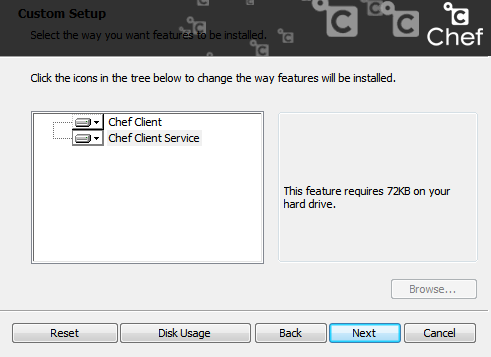 Custom Setup
Select the way you want features to be installed.
Chef
Click the icons in the tree below to change the way features will be installed.
Chef Client
Chef Client Service
This feature requires 72KB on your
hard drive.
Browse...
Reset
Disk Usage
Back
Next
Cancel